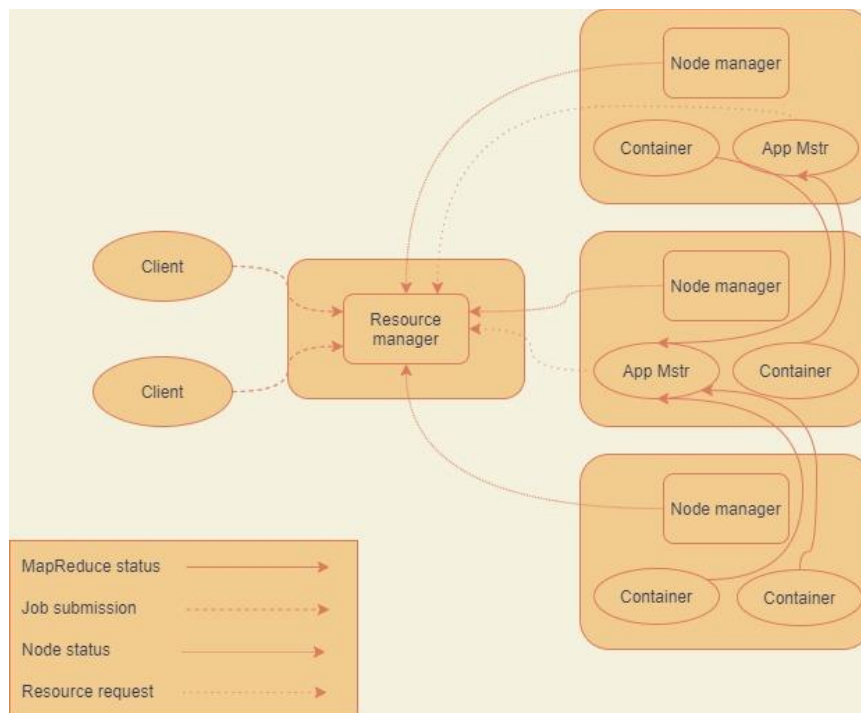 Node manager
Container
App Mstr
Client
Client
Resource
manager
Node manager
App Mstr
Container
Node manager
Container
Container
MapReduce status
Job submission
Node status
Resource request